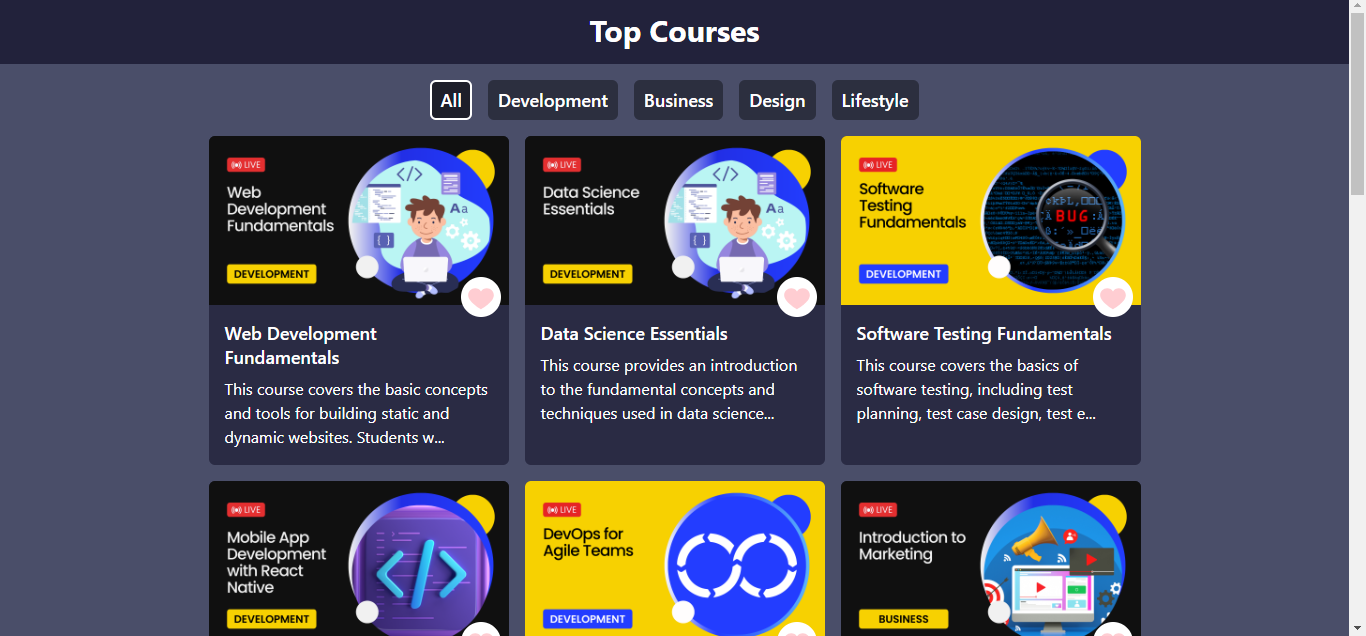 Top Courses
All Development Business Design Lifestyle
LIVE
Web
Development
Fundamentals
DEVELOPMENT
</>
{ }
Aa
Web Development
Fundamentals
This course covers the basic concepts
and tools for building static and
dynamic websites. Students w...
LIVE
Data Science
Essentials
DEVELOPMENT
</>
{ }
Aa
Data Science Essentials
This course provides an introduction
to the fundamental concepts and
techniques used in data science...
LIVE
Software
Testing
Fundamentals
DEVELOPMENT
BUG
Software Testing Fundamentals
This course covers the basics of
software testing, including test
planning, test case design, test e...
LIVE
Mobile App
Development
with React
Native
DEVELOPMENT
</>
LIVE
DevOps for
Agile Teams
DEVELOPMENT
LIVE
Introduction to
Marketing
BUSINESS